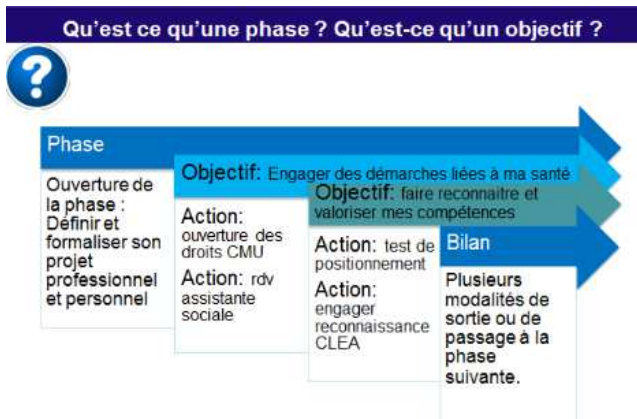 Qu'est ce qu'une phase ? Qu'est-ce qu'un objectif ?
?
Phase
Ouverture de
la phase :
Définir et
formaliser son
projet
professionnel
et personnel
Objectif: Engager des démarches liées à ma santé
Action:
ouverture des
droits CMU
Action: rdv
assistante
sociale
Objectif: faire reconnaitre et
valoriser mes compétences
Action: test de
positionnement
Action:
engager
reconnaissance
CLEA
Bilan
Plusieurs
modalités de
sortie ou de
passage à la
phase
suivante.